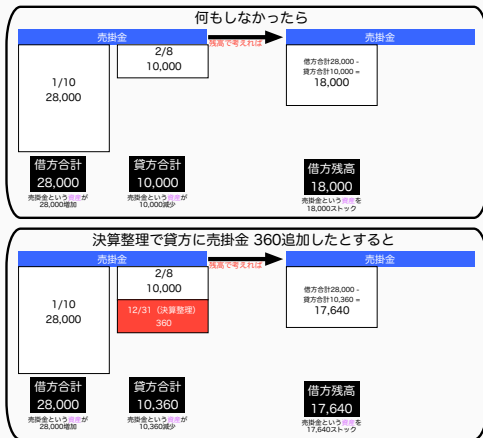 何もしなかったら
売掛金
売掛金
残高で考えれば
1/10
28,000
2/8
10,000
借方合計28,000 -
貸方合計10,000 =
18,000
借方合計
28,000
売掛金という資産が
28,000増加
貸方合計
10,000
売掛金という資産が
10,000減少
借方残高
18,000
売掛金という資産を
18,000ストック
決算整理で貸方に売掛金 360追加したとすると
売掛金
売掛金
残高で考えれば
1/10
28,000
2/8
10,000
12/31（決算整理）
360
借方合計28,000 -
貸方合計10,360 =
17,640
借方合計
28,000
売掛金という資産が
28,000増加
貸方合計
10,360
売掛金という資産が
10,360減少
借方残高
17,640
売掛金という資産を
17,640ストック